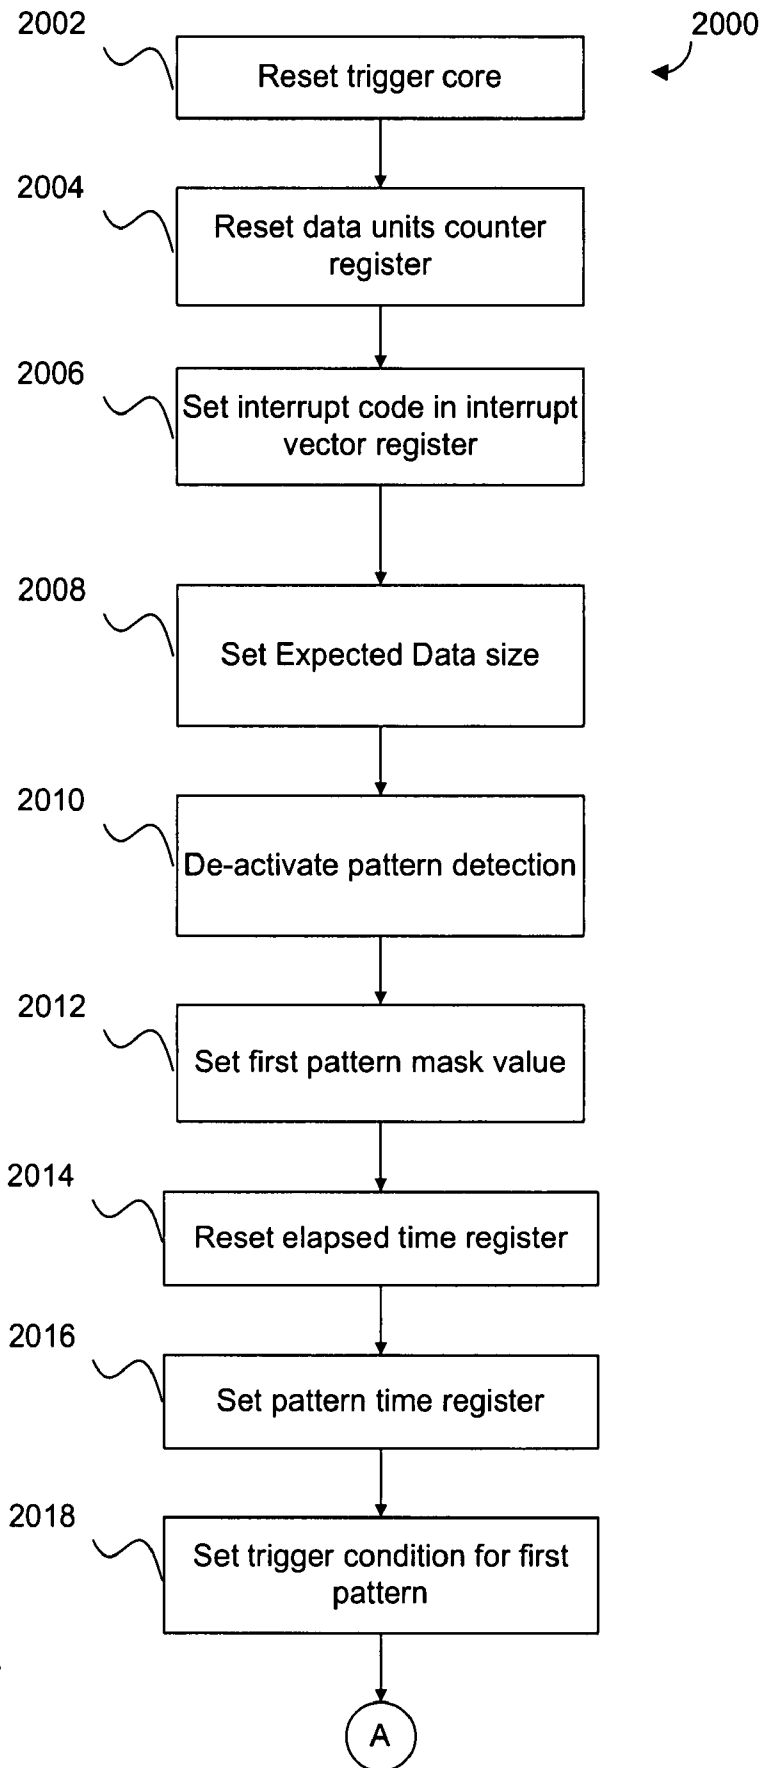 2002
2000
Reset trigger core
2004
Reset data units counter
register
2006
Set interrupt code in interrupt
vector register
2008
Set Expected Data size
2010
De-activate pattern detection
2012
Set first pattern mask value
2014
Reset elapsed time register
2016
Set pattern time register
2018
Set trigger condition for first
pattern
A